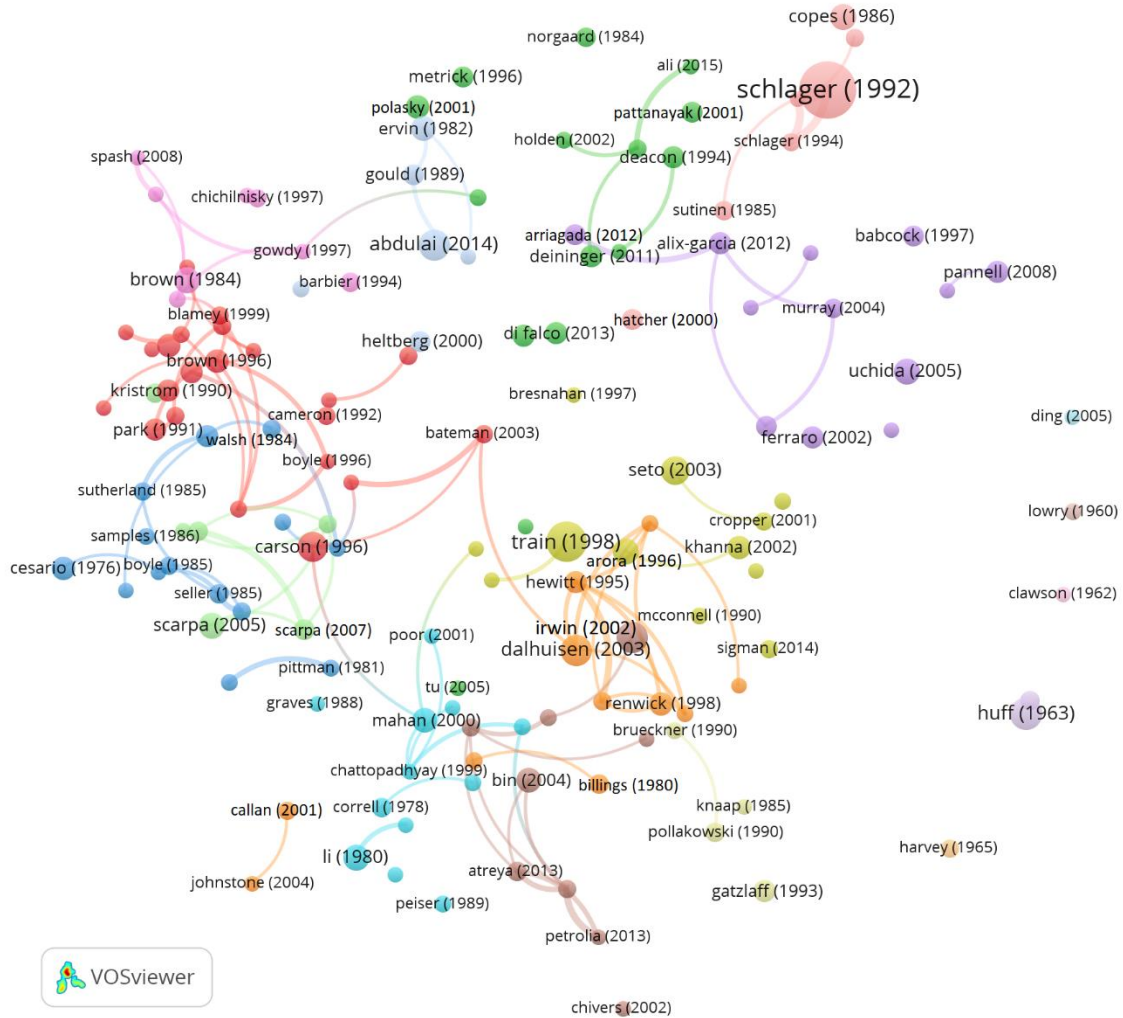 copes (1986)
norgaard (1984)
ali (2015)
metrick (1996)
schlager (1992)
polasky (2001)
pattanayak (2001)
ervin (1982)
holden (2002)
schlager (1994)
spash (2008)
deacon (1994)
gould (1989)
chichilnisky (1997)
sutinen (1985)
arriagada (2012)
babcock (1997)
abdulai (2014)
alix-garcia (2012)
gowdy (1997)
deininger (2011)
pannell (2008)
brown (1984)
barbier (1994)
murray (2004)
blamey (1999)
hatcher (2000)
di falco (2013)
heltberg (2000)
brown (1996)
uchida (2005)
kristrom (1990)
bresnahan (1997)
cameron (1992)
ding (2005)
park (1991)
walsh (1984)
bateman (2003)
ferraro (2002)
boyle (1996)
seto (2003)
sutherland (1985)
lowry (1960)
cropper (2001)
samples (1986)
train (1998)
carson (1996)
khanna (2002)
arora (1996)
cesario (1976)
boyle (1985)
hewitt (1995)
seller (1985)
clawson (1962)
mcconnell (1990)
scarpa (2005)
scarpa (2007)
irwin (2002)
poor (2001)
dalhuisen (2003)
sigman (2014)
pittman (1981)
tu (2005)
graves (1988)
renwick (1998)
huff (1963)
mahan (2000)
brueckner (1990)
chattopadhyay (1999)
bin (2004)
billings (1980)
callan (2001)
correll (1978)
knaap (1985)
pollakowski (1990)
harvey (1965)
li (1980)
atreya (2013)
johnstone (2004)
gatzlaff (1993)
peiser (1989)
petrolia (2013)
VOSviewer
chivers (2002)